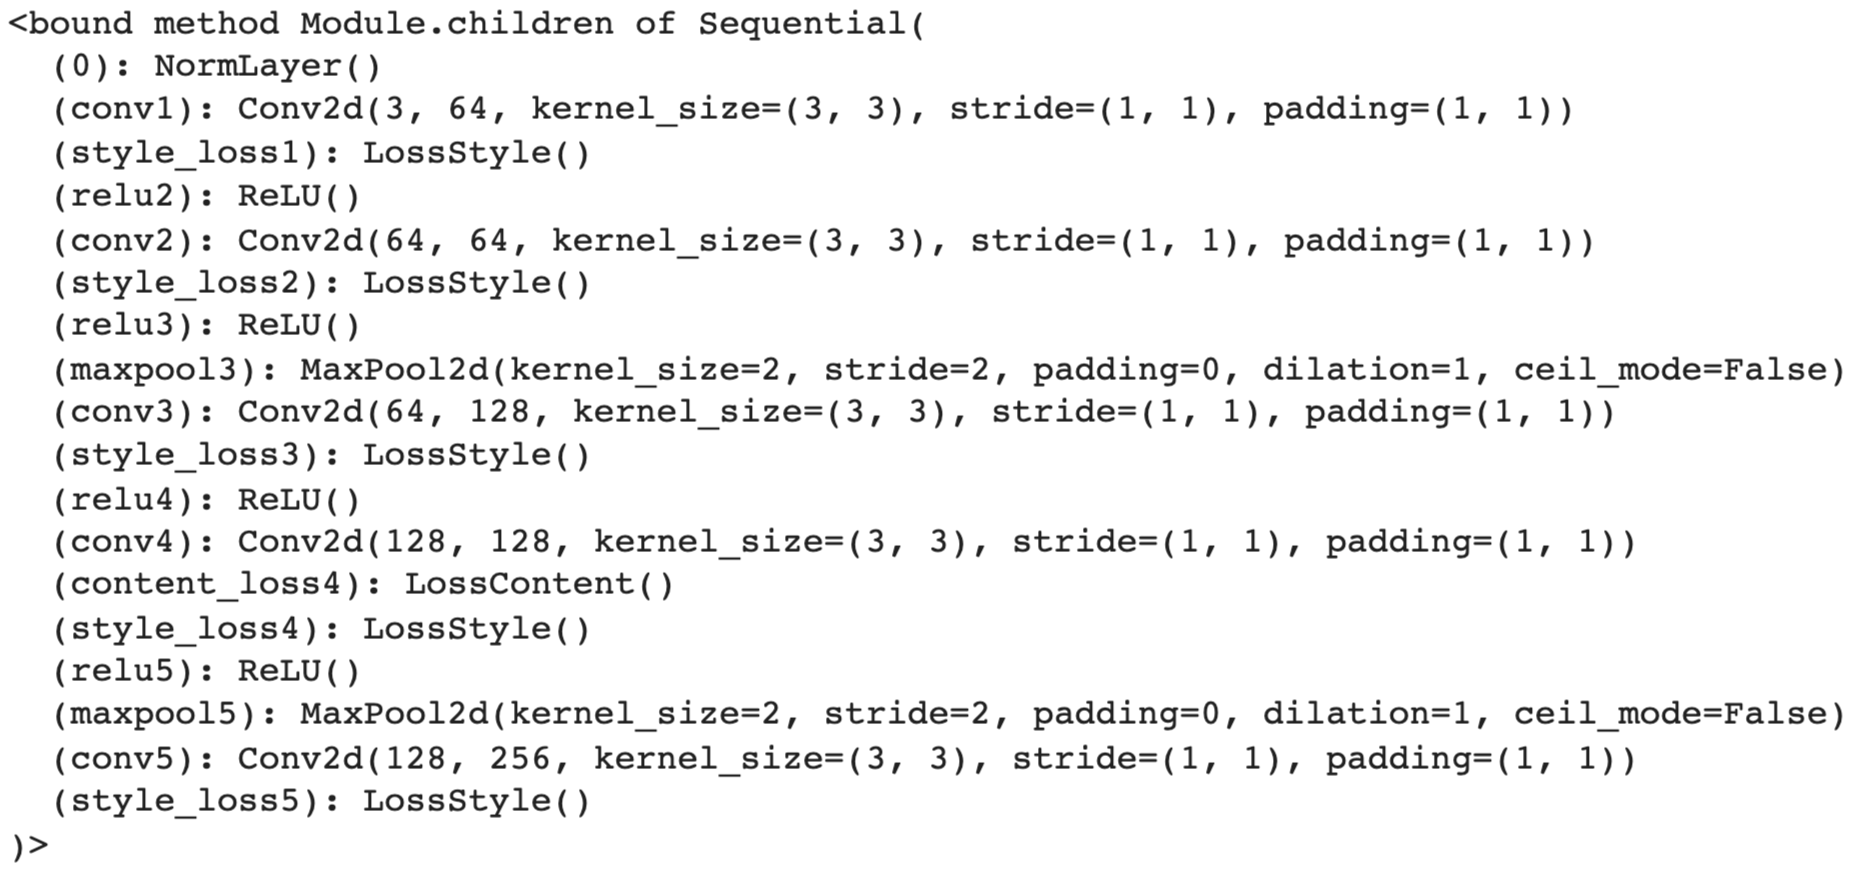 <bound method Module.children of Sequential(
  (0): NormLayer()
  (conv1): Conv2d(3, 64, kernel_size=(3, 3), stride=(1, 1), padding=(1, 1))
  (style_loss1): LossStyle()
  (relu2): ReLU()
  (conv2): Conv2d(64, 64, kernel_size=(3, 3), stride=(1, 1), padding=(1, 1))
  (style_loss2): LossStyle()
  (relu3): ReLU()
  (maxpool3): MaxPool2d(kernel_size=2, stride=2, padding=0, dilation=1, ceil_mode=False)
  (conv3): Conv2d(64, 128, kernel_size=(3, 3), stride=(1, 1), padding=(1, 1))
  (style_loss3): LossStyle()
  (relu4): ReLU()
  (conv4): Conv2d(128, 128, kernel_size=(3, 3), stride=(1, 1), padding=(1, 1))
  (content_loss4): LossContent()
  (style_loss4): LossStyle()
  (relu5): ReLU()
  (maxpool5): MaxPool2d(kernel_size=2, stride=2, padding=0, dilation=1, ceil_mode=False)
  (conv5): Conv2d(128, 256, kernel_size=(3, 3), stride=(1, 1), padding=(1, 1))
  (style_loss5): LossStyle()
)>